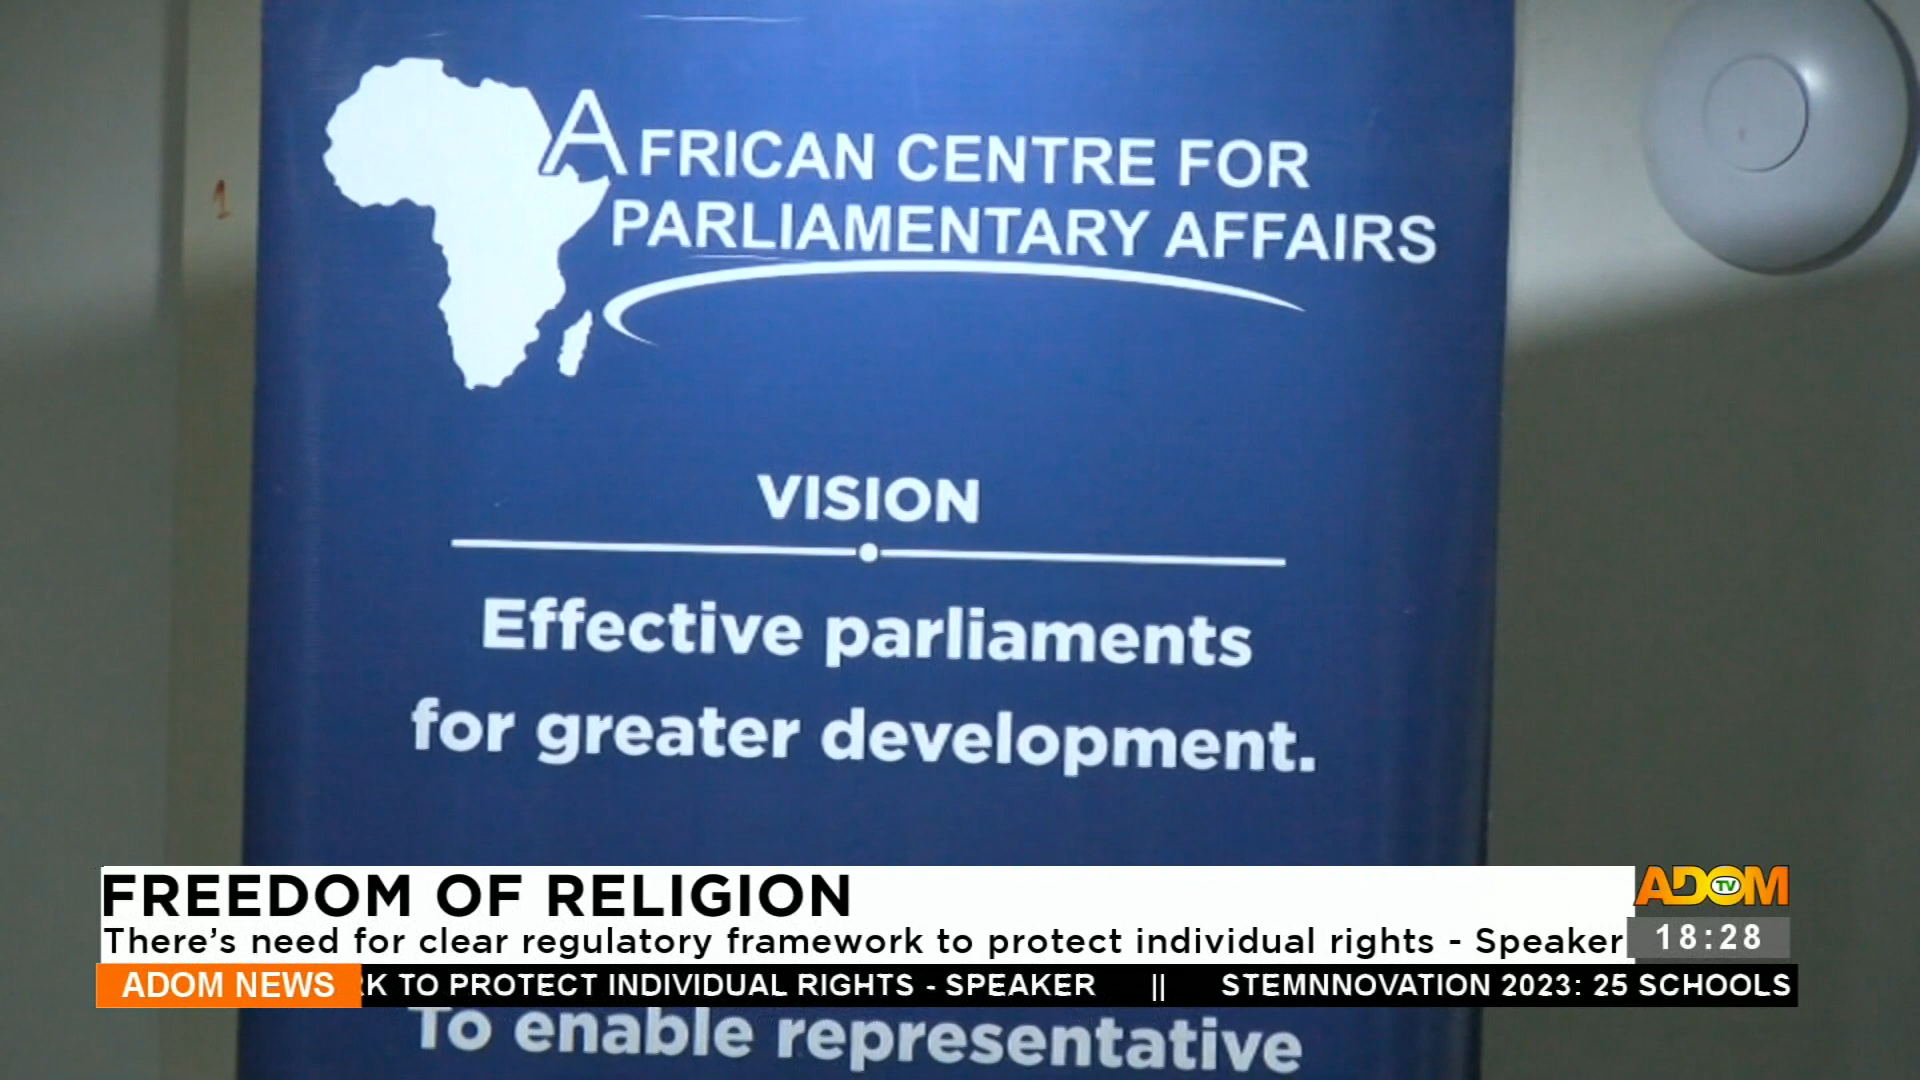 1
AFRICAN CENTRE FOR
PARLIAMENTARY AFFAIRS
VISION
Effective parliaments
for greater development.
FREEDOM OF RELIGION
There's need for clear regulatory framework to protect individual rights - Speaker
ADOM TV
18:28
ADOM NEWS
RK TO PROTECT INDIVIDUAL RIGHTS - SPEAKER || STEMNNOVATION 2023: 25 SCHOOLS
To enable representative